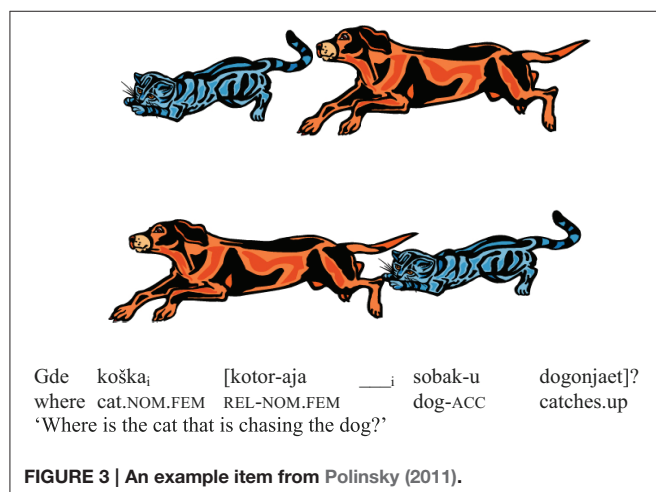 Gde koškaᵢ [kotor-aja ___ᵢ sobak-u dogonjaet]?
where cat.NOM.FEM REL-NOM.FEM dog-ACC catches.up
‘Where is the cat that is chasing the dog?’
FIGURE 3 | An example item from Polinsky (2011).